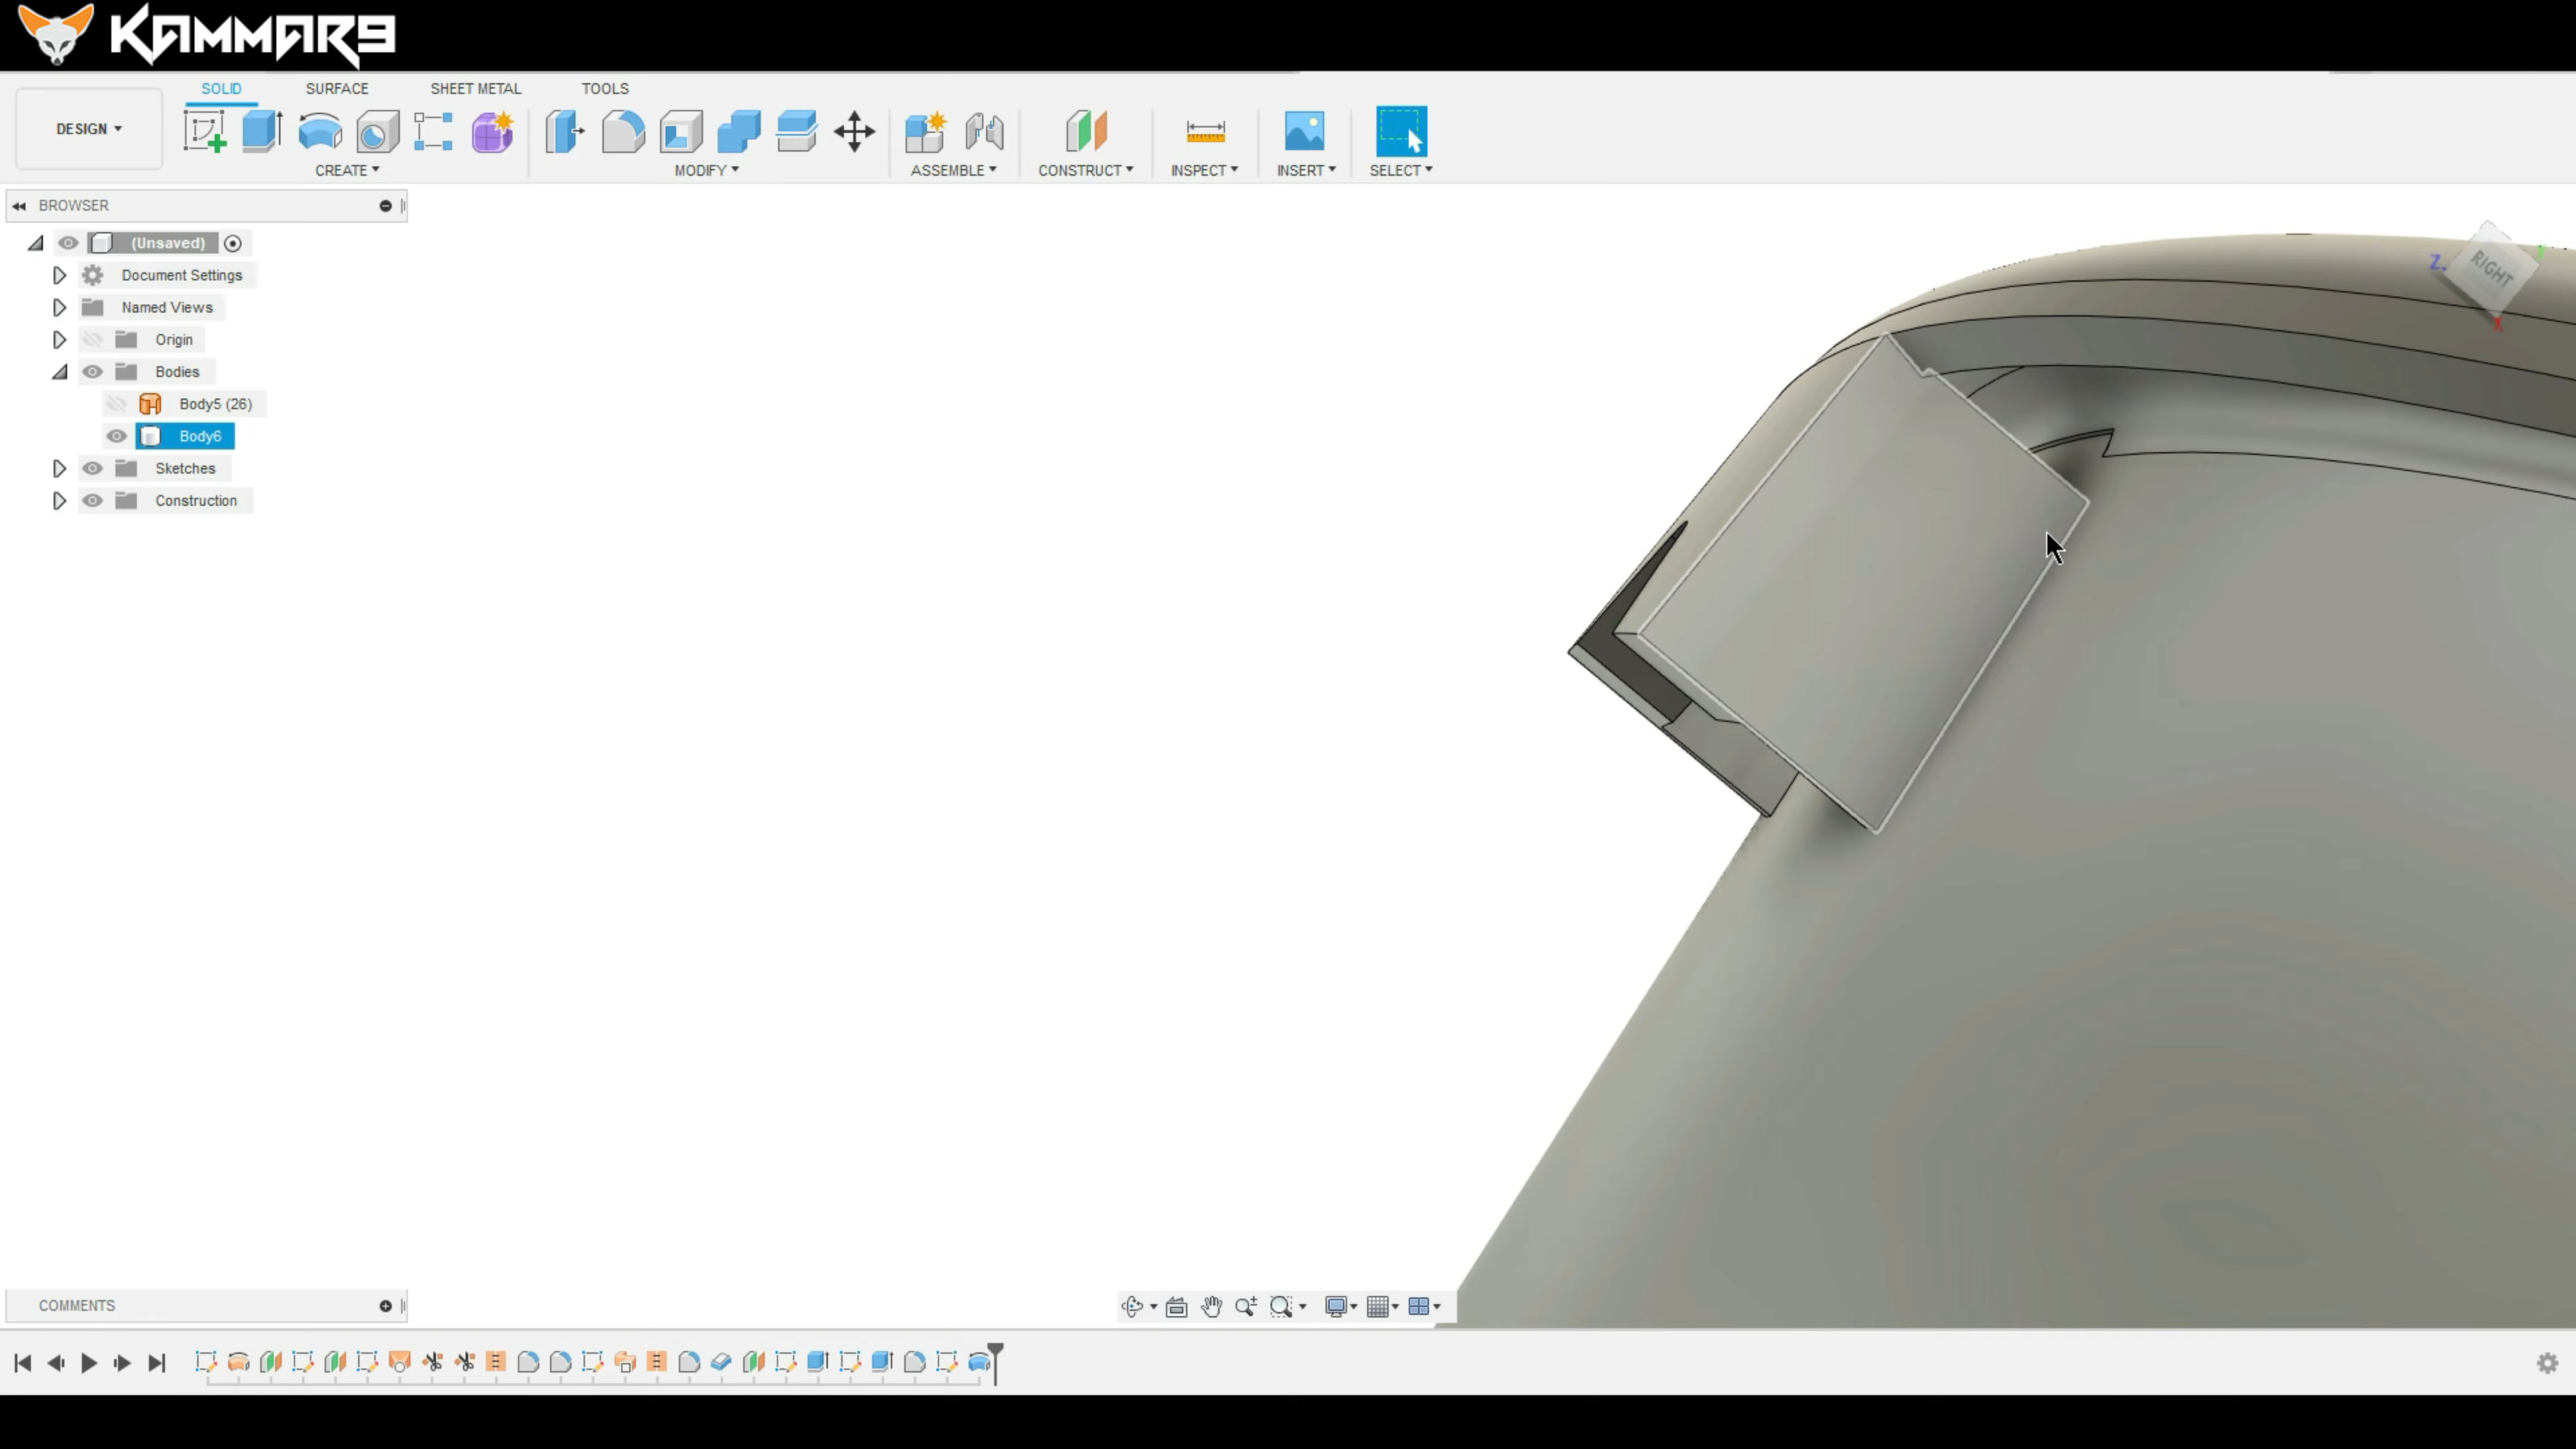 KAMMAR9
SOLID SURFACE SHEET METAL TOOLS
DESIGN
CREATE MODIFY ASSEMBLE CONSTRUCT INSPECT INSERT SELECT
BROWSER
(Unsaved)
Document Settings
Named Views
Origin
Bodies
Body5 (26)
Body6
Sketches
Construction
Z
Y
RIGHT
X
COMMENTS